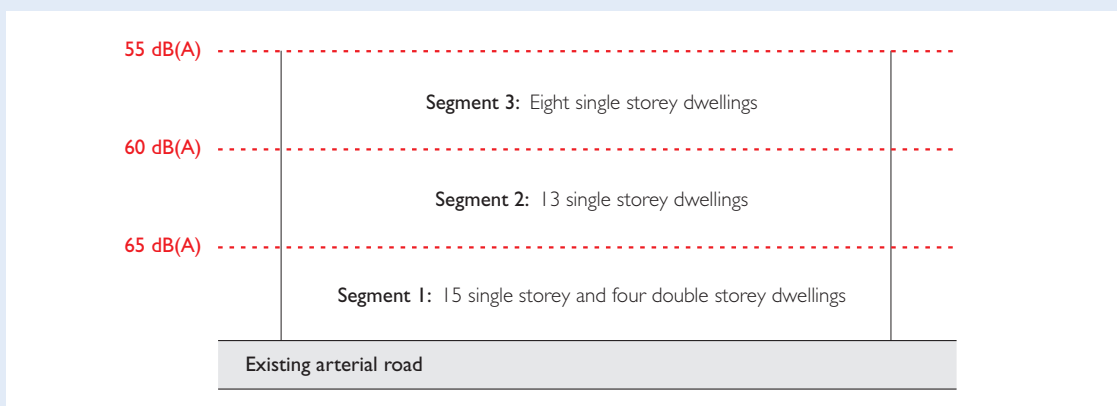 55 dB(A)
Segment 3: Eight single storey dwellings
60 dB(A)
Segment 2: 13 single storey dwellings
65 dB(A)
Segment 1: 15 single storey and four double storey dwellings
Existing arterial road